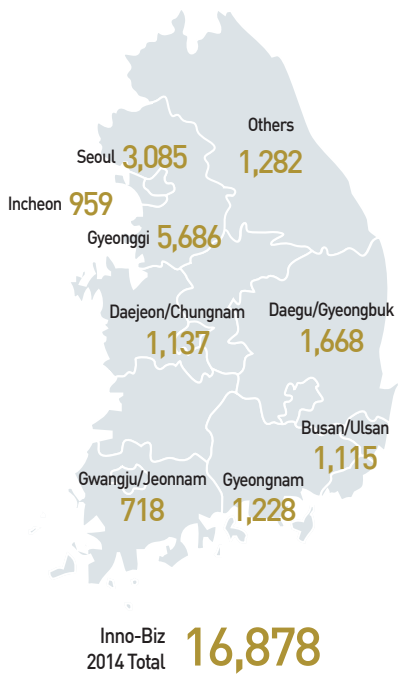 Others
1,282
Seoul 3,085
Incheon 959
Gyeonggi 5,686
Daejeon/Chungnam
1,137
Daegu/Gyeongbuk
1,668
Busan/Ulsan
1,115
Gwangju/Jeonnam
718
Gyeongnam
1,228
Inno-Biz
2014 Total
16,878